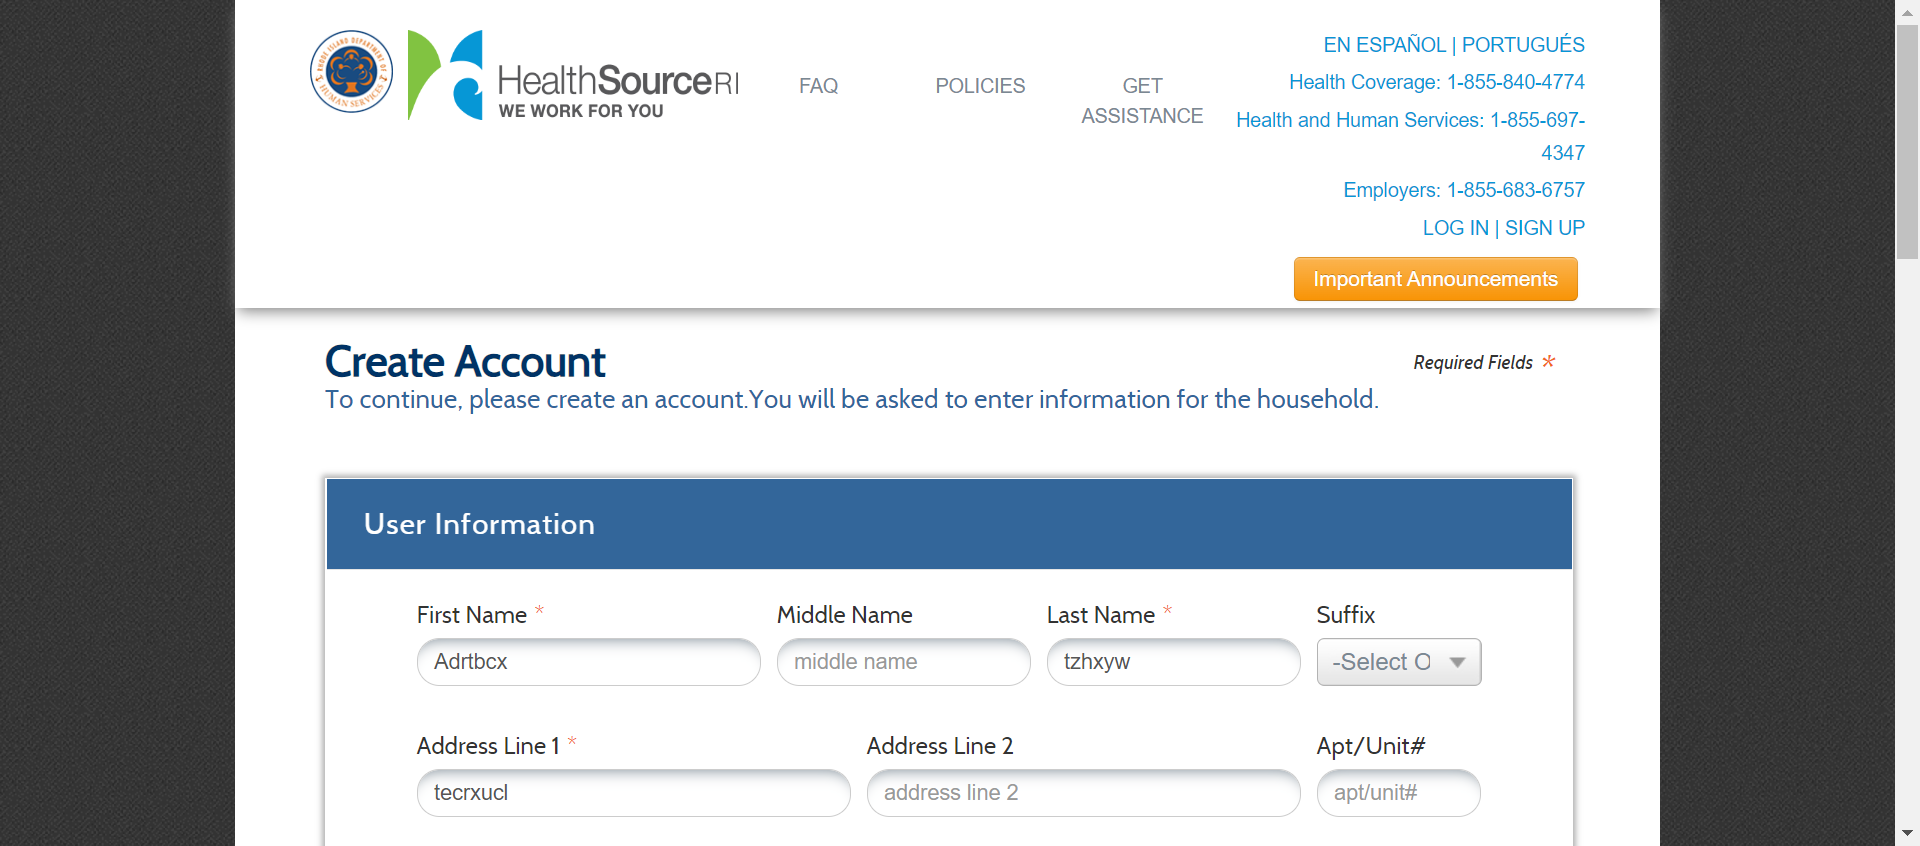 RHODE ISLAND DEPARTMENT OF
HUMAN SERVICES
HealthSourceRI
WE WORK FOR YOU
FAQ
POLICIES
GET
ASSISTANCE
EN ESPAÑOL | PORTUGUÉS
Health Coverage: 1-855-840-4774
Health and Human Services: 1-855-697-
4347
Employers: 1-855-683-6757
LOG IN | SIGN UP
Important Announcements
Create Account
Required Fields *
To continue, please create an account.You will be asked to enter information for the household.
User Information
First Name * Middle Name Last Name * Suffix
Adrtbcx middle name tzhxyw -Select O
Address Line 1 * Address Line 2 Apt/Unit#
tecrxucl address line 2 apt/unit#